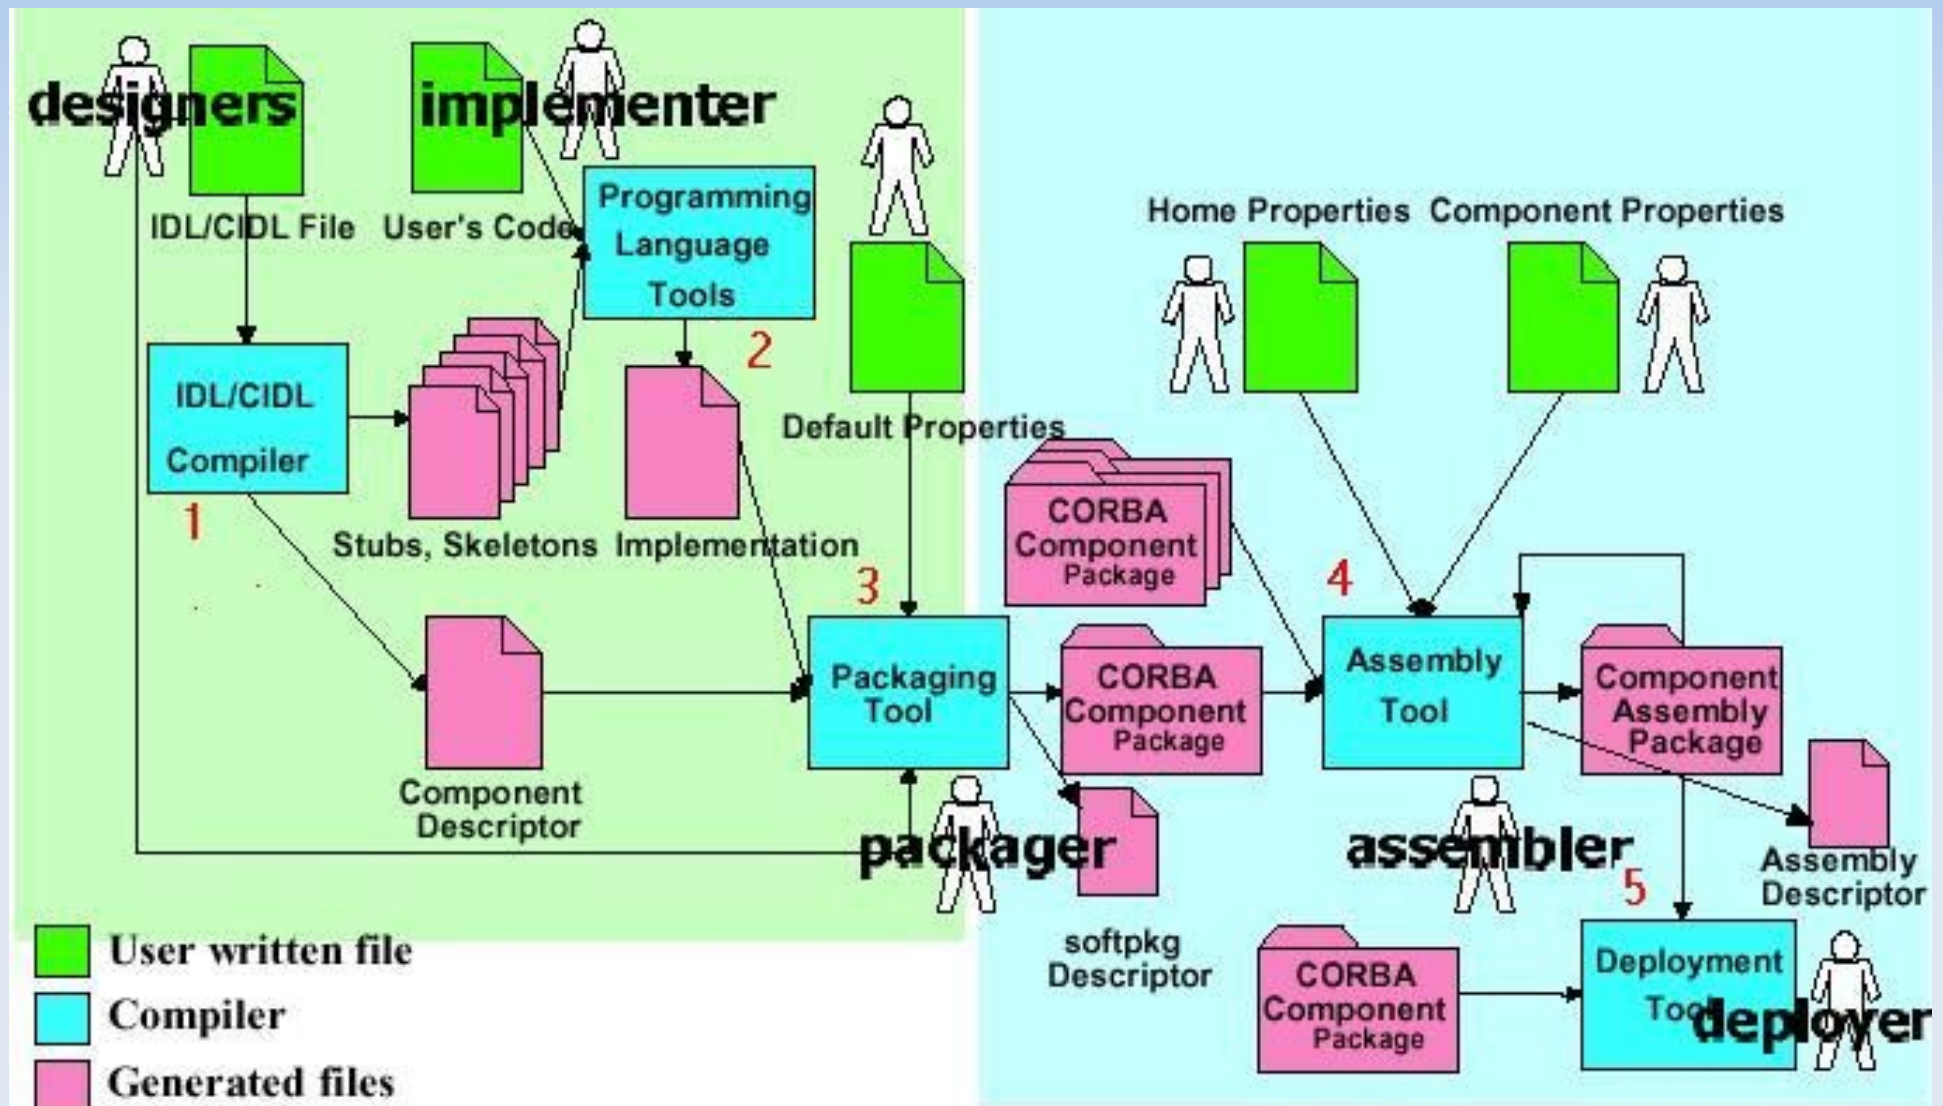 designers
implementer
IDL/CIDL File
User's Code
Programming
Language
Tools
2
IDL/CIDL
Compiler
1
Stubs, Skeletons
Implementation
Default Properties
Home Properties
Component Properties
CORBA
Component
Package
3
4
Component
Descriptor
Packaging
Tool
CORBA
Component
Package
Assembly
Tool
Component
Assembly
Package
packager
assembler
softpkg
Descriptor
Assembly
Descriptor
5
CORBA
Component
Package
Deployment
Tool
deployer
User written file
Compiler
Generated files